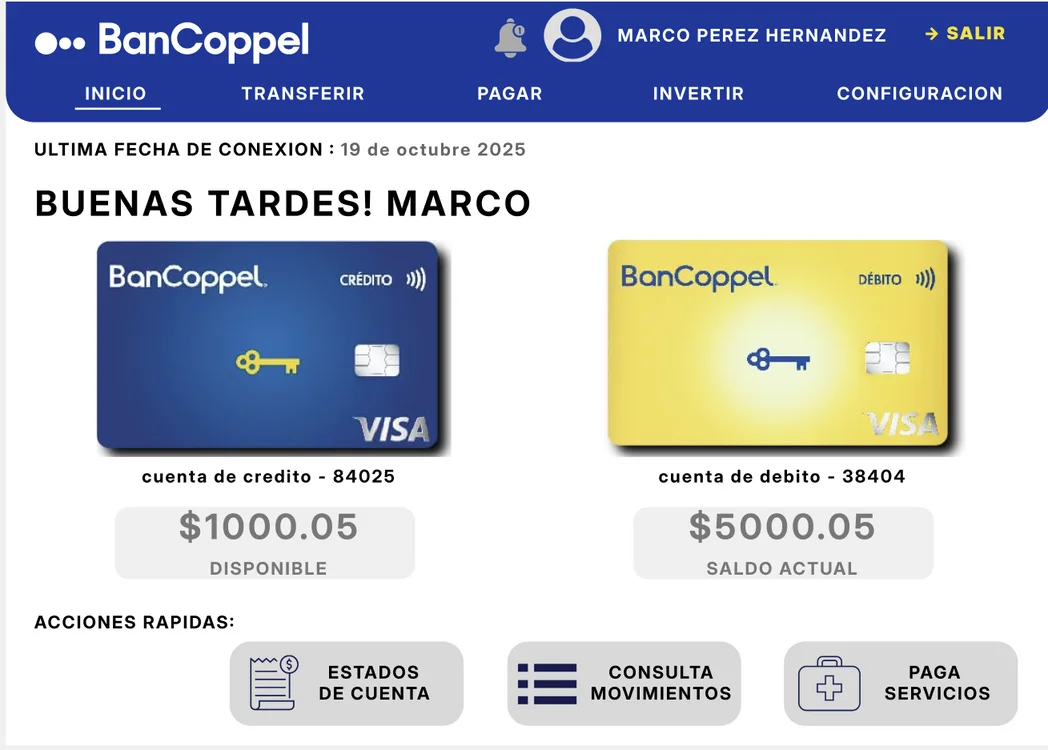 BanCoppel
1
MARCO PEREZ HERNANDEZ
→ SALIR
INICIO
TRANSFERIR
PAGAR
INVERTIR
CONFIGURACION
ULTIMA FECHA DE CONEXION : 19 de octubre 2025
BUENAS TARDES! MARCO
BanCoppel.
CRÉDITO
VISA
BanCoppel.
DÉBITO
VISA
cuenta de credito - 84025
cuenta de debito - 38404
$1000.05
DISPONIBLE
$5000.05
SALDO ACTUAL
ACCIONES RAPIDAS:
$
ESTADOS
DE CUENTA
CONSULTA
MOVIMIENTOS
PAGA
SERVICIOS